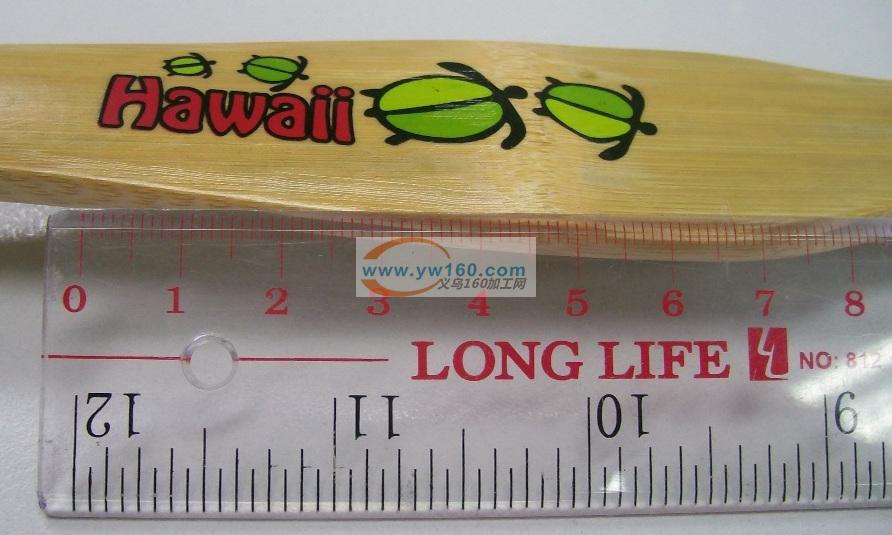 Hawaii
www.yw160.com
义乌160加工网
0 1 2 3 4 5 6 7 8
LONG LIFE NO: 812
12 11 10 9